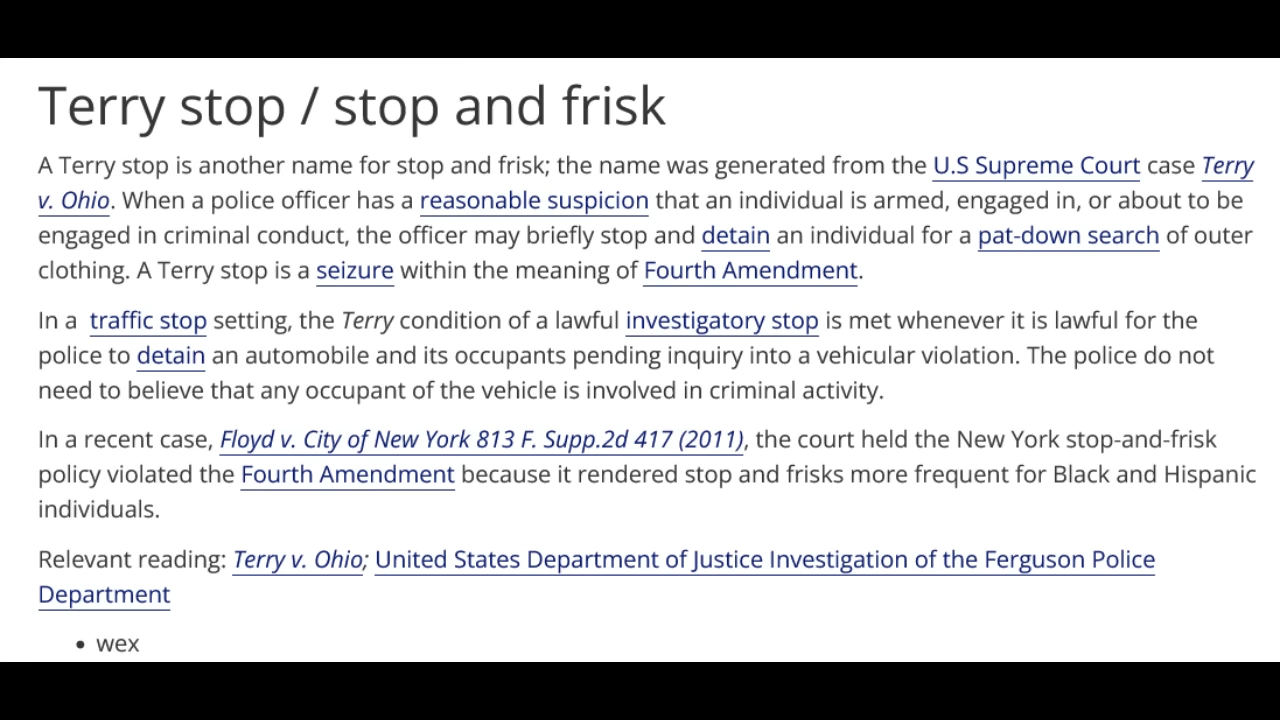 Terry stop / stop and frisk
A Terry stop is another name for stop and frisk; the name was generated from the U.S Supreme Court case Terry
v. Ohio. When a police officer has a reasonable suspicion that an individual is armed, engaged in, or about to be
engaged in criminal conduct, the officer may briefly stop and detain an individual for a pat-down search of outer
clothing. A Terry stop is a seizure within the meaning of Fourth Amendment.
In a traffic stop setting, the Terry condition of a lawful investigatory stop is met whenever it is lawful for the
police to detain an automobile and its occupants pending inquiry into a vehicular violation. The police do not
need to believe that any occupant of the vehicle is involved in criminal activity.
In a recent case, Floyd v. City of New York 813 F. Supp.2d 417 (2011), the court held the New York stop-and-frisk
policy violated the Fourth Amendment because it rendered stop and frisks more frequent for Black and Hispanic
individuals.
Relevant reading: Terry v. Ohio; United States Department of Justice Investigation of the Ferguson Police
Department
• wex